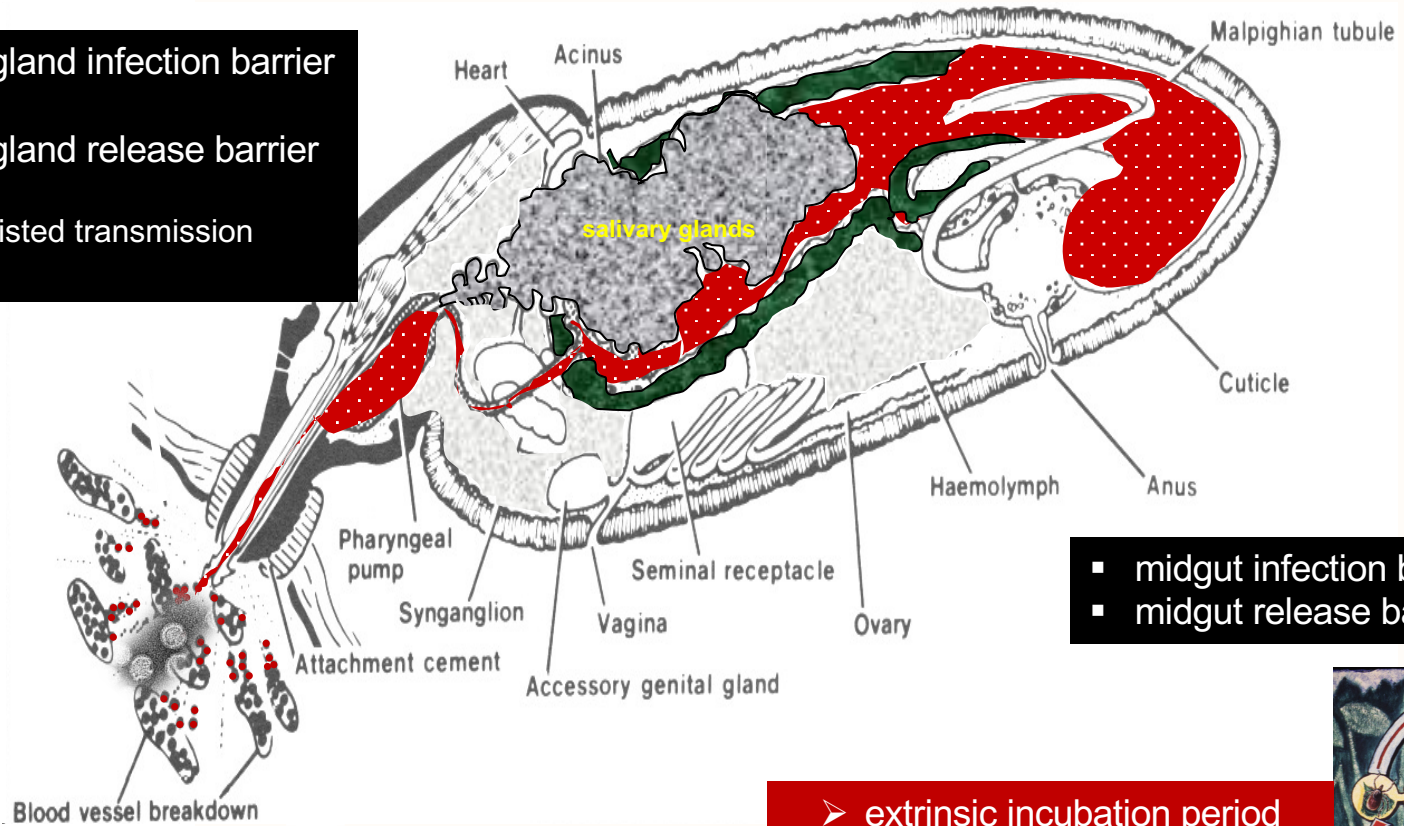 gland infection barrier
gland release barrier
isted transmission
Heart
Acinus
Malpighian tubule
salivary glands
Cuticle
Anus
Haemolymph
Pharyngeal
pump
Seminal receptacle
Synganglion
Vagina
Ovary
▪ midgut infection b
▪ midgut release ba
Attachment cement
Accessory genital gland
Blood vessel breakdown
➢ extrinsic incubation period